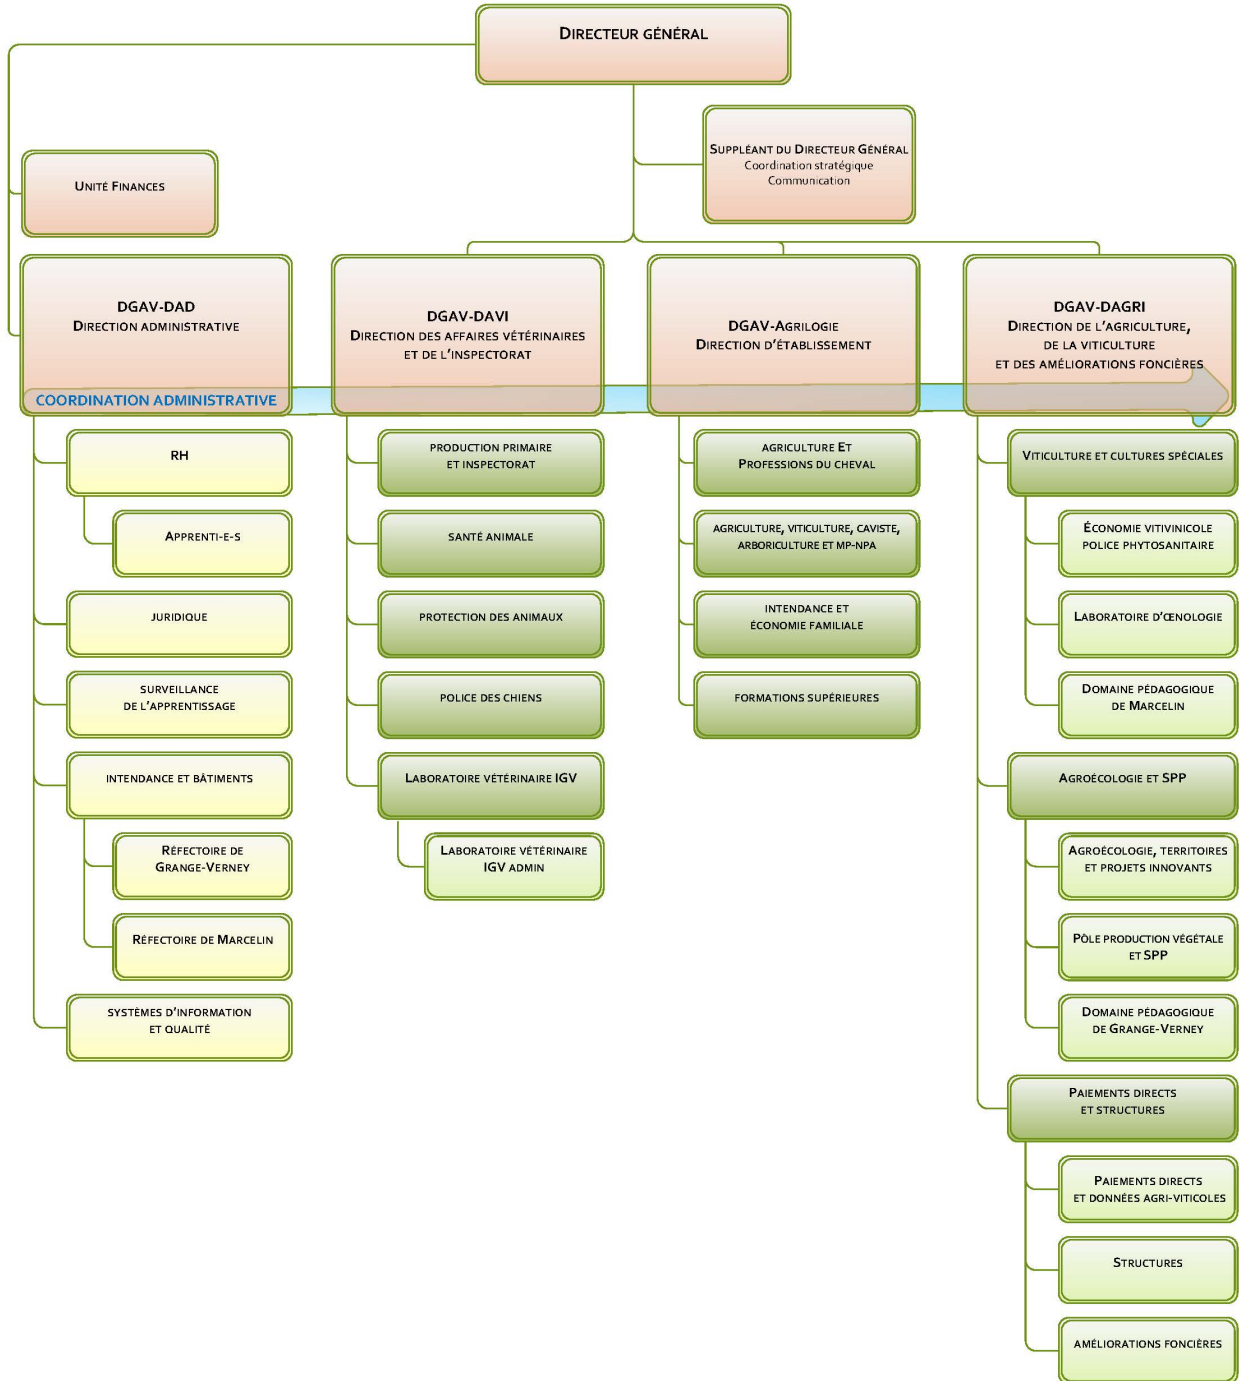 DIRECTEUR GÉNÉRAL
SUPPLÉANT DU DIRECTEUR GÉNÉRAL
Coordination stratégique
Communication
UNITÉ FINANCES
DGAV-DAD
DIRECTION ADMINISTRATIVE
DGAV-DAVI
DIRECTION DES AFFAIRES VÉTÉRINAIRES
ET DE L'INSPECTORAT
DGAV-AGRILOGIE
DIRECTION D'ÉTABLISSEMENT
DGAV-DAGRI
DIRECTION DE L'AGRICULTURE,
DE LA VITICULTURE
ET DES AMÉLIORATIONS FONCIÈRES
COORDINATION ADMINISTRATIVE
RH
APPRENTI-E-S
JURIDIQUE
SURVEILLANCE
DE L'APPRENTISSAGE
INTENDANCE ET BÂTIMENTS
RÉFECTOIRE DE
GRANGE-VERNEY
RÉFECTOIRE DE MARCELIN
SYSTÈMES D'INFORMATION
ET QUALITÉ
PRODUCTION PRIMAIRE
ET INSPECTORAT
SANTÉ ANIMALE
PROTECTION DES ANIMAUX
POLICE DES CHIENS
LABORATOIRE VÉTÉRINAIRE IGV
LABORATOIRE VÉTÉRINAIRE
IGV ADMIN
AGRICULTURE ET
PROFESSIONS DU CHEVAL
AGRICULTURE, VITICULTURE, CAVISTE,
ARBORICULTURE ET MP-NPA
INTENDANCE ET
ÉCONOMIE FAMILIALE
FORMATIONS SUPÉRIEURES
VITICULTURE ET CULTURES SPÉCIALES
ÉCONOMIE VITIVINICOLE
POLICE PHYTOSANITAIRE
LABORATOIRE D'ŒNOLOGIE
DOMAINE PÉDAGOGIQUE
DE MARCELIN
AGROÉCOLOGIE ET SPP
AGROÉCOLOGIE, TERRITOIRES
ET PROJETS INNOVANTS
PÔLE PRODUCTION VÉGÉTALE
ET SPP
DOMAINE PÉDAGOGIQUE
DE GRANGE-VERNEY
PAIEMENTS DIRECTS
ET STRUCTURES
PAIEMENTS DIRECTS
ET DONNÉES AGRI-VITICOLES
STRUCTURES
AMÉLIORATIONS FONCIÈRES